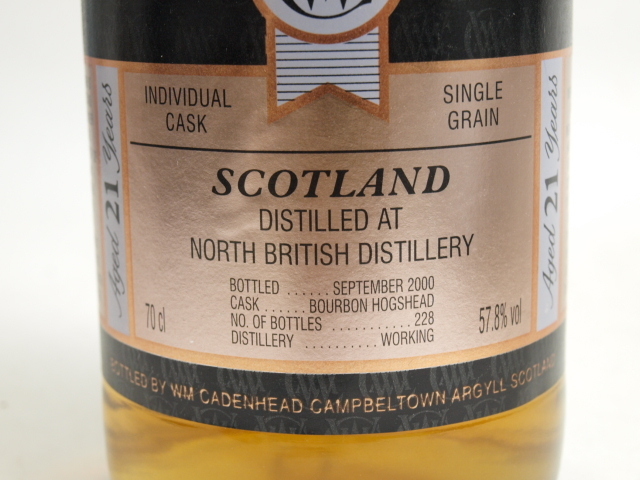 INDIVIDUAL CASK
SINGLE GRAIN
Aged 21 Years
SCOTLAND
DISTILLED AT
NORTH BRITISH DISTILLERY
BOTTLED ...... SEPTEMBER 2000
CASK ...... BOURBON HOGSHEAD
NO. OF BOTTLES ........... 228
DISTILLERY .......... WORKING
70 cl
57.8% vol
Aged 21 Years
BOTTLED BY WM CADENHEAD CAMPBELTOWN ARGYLL SCOTLAND